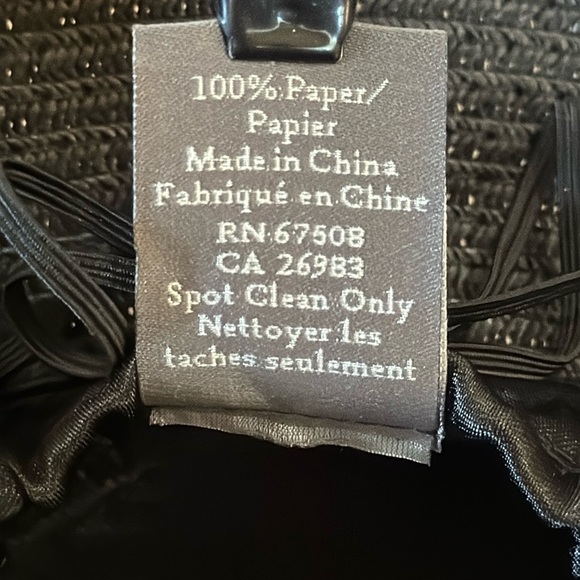 100% Paper/
Papier
Made in China
Fabriqué en Chine
RN 67508
CA 26983
Spot Clean Only
Nettoyer les
taches seulement